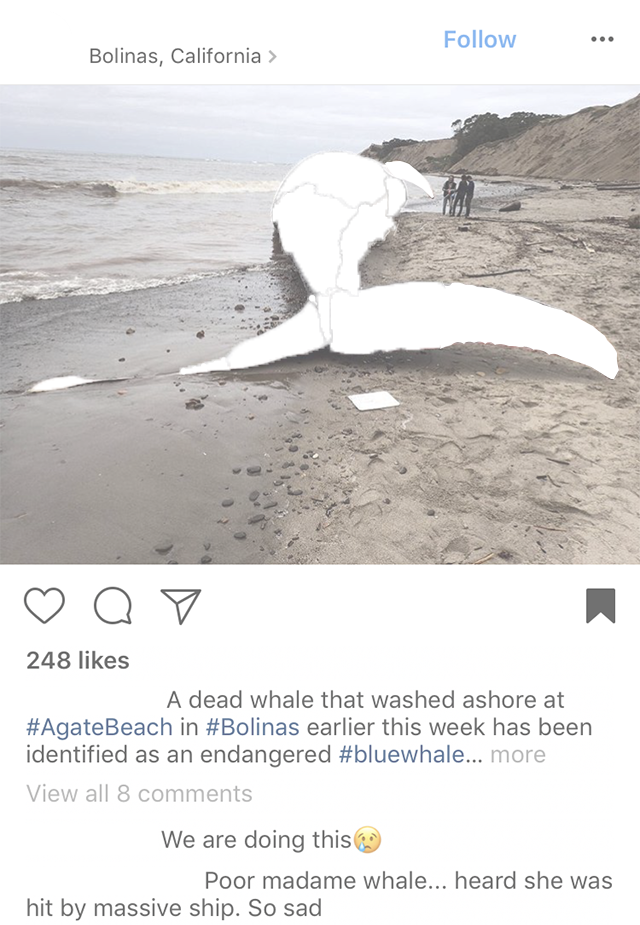 Follow
Bolinas, California
248 likes
A dead whale that washed ashore at
#AgateBeach in #Bolinas earlier this week has been
identified as an endangered #bluewhale... more
View all 8 comments
We are doing this😢
Poor madame whale... heard she was
hit by massive ship. So sad